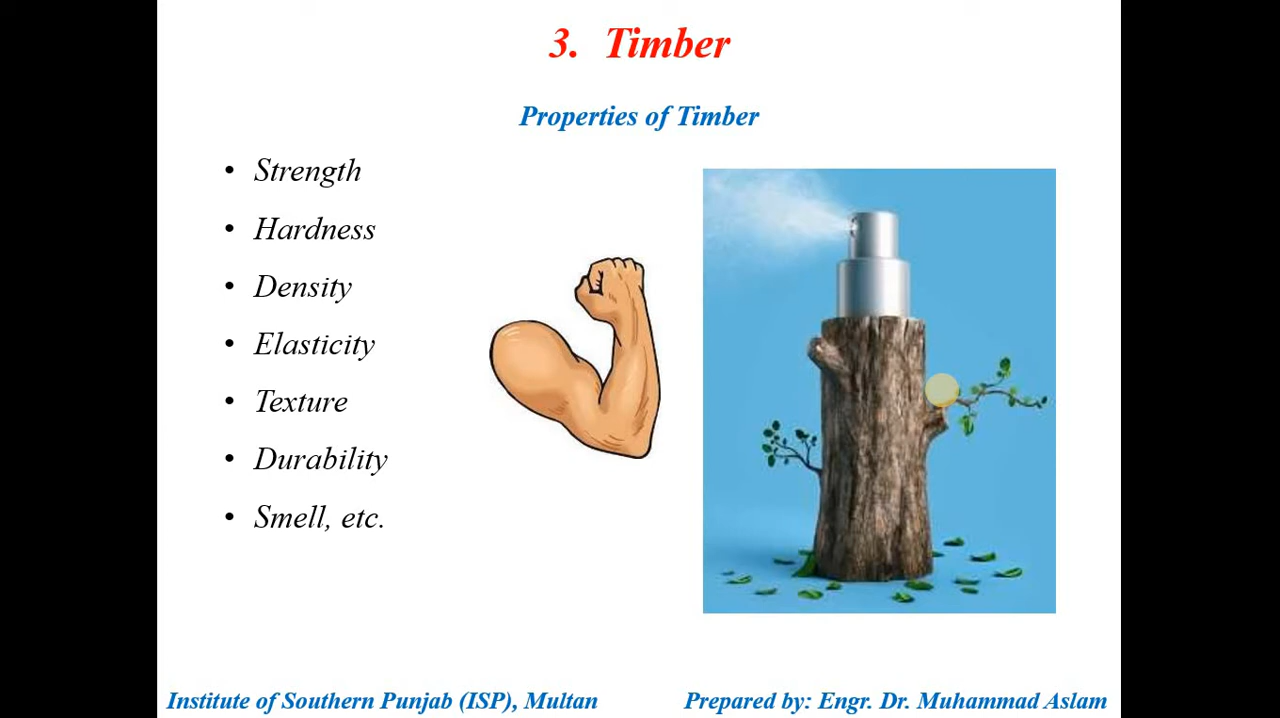 3. Timber
Properties of Timber
• Strength
• Hardness
• Density
• Elasticity
• Texture
• Durability
• Smell, etc.
Institute of Southern Punjab (ISP), Multan
Prepared by: Engr. Dr. Muhammad Aslam